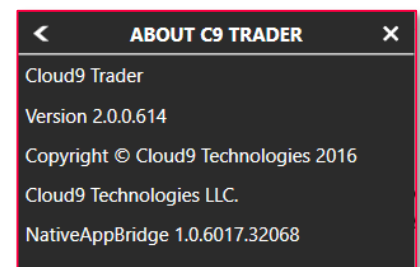 ABOUT C9 TRADER
Cloud9 Trader
Version 2.0.0.614
Copyright © Cloud9 Technologies 2016
Cloud9 Technologies LLC.
NativeAppBridge 1.0.6017.32068